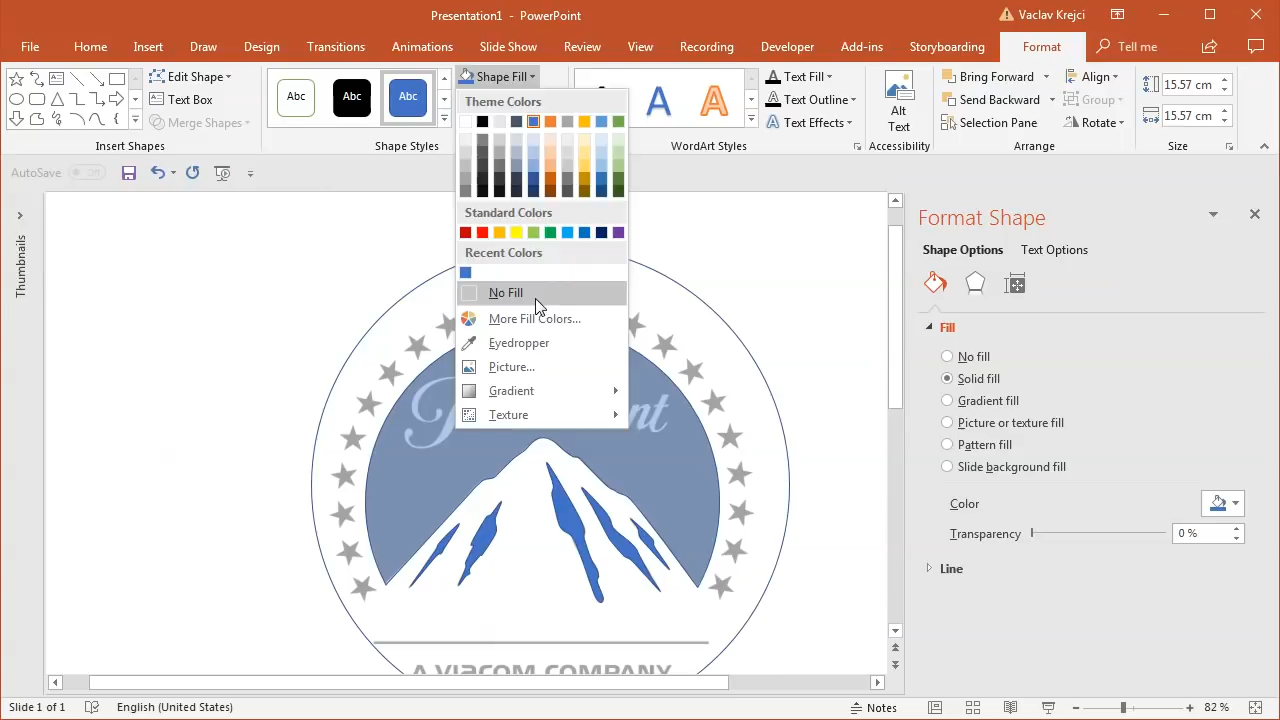 Presentation1 - PowerPoint
Vaclav Krejci
File Home Insert Draw Design Transitions Animations Slide Show Review View Recording Developer Add-ins Storyboarding Format Tell me
Edit Shape
Text Box
Merge Shapes
Insert Shapes
Abc Abc Abc
Shape Styles
Shape Fill
Theme Colors
Standard Colors
Recent Colors
No Fill
More Fill Colors...
Eyedropper
Picture...
Gradient
Texture
A A
Text Fill
Text Outline
Text Effects
WordArt Styles
Alt
Text
Accessibility
Bring Forward
Send Backward
Selection Pane
Align
Group
Rotate
Arrange
15.57 cm
15.57 cm
Size
AutoSave Off
Thumbnails
A VIACOM COMPANY
Format Shape
Shape Options Text Options
Fill
No fill
Solid fill
Gradient fill
Picture or texture fill
Pattern fill
Slide background fill
Color
Transparency 0 %
Line
Slide 1 of 1 English (United States) Notes 82 %